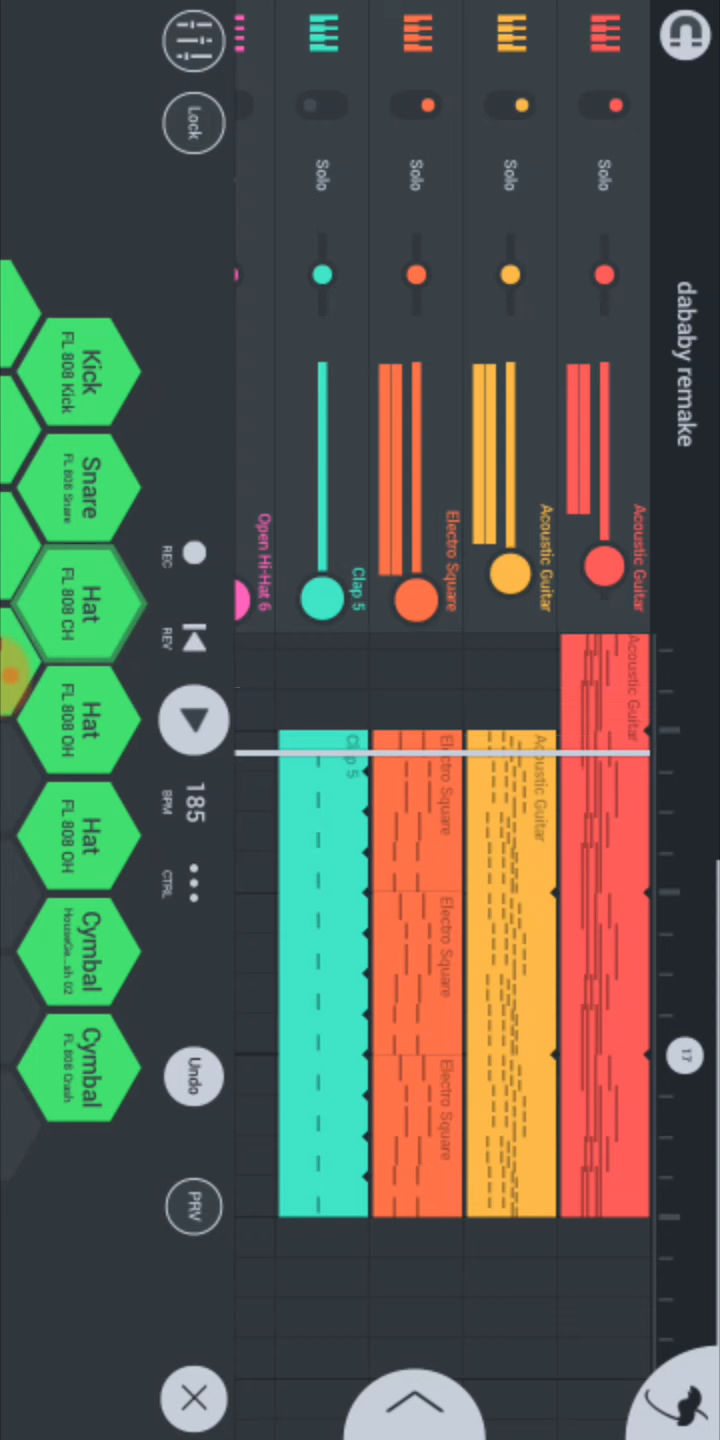 dababy remake
Solo
Acoustic Guitar
Acoustic Guitar
17
Solo
Acoustic Guitar
Acoustic Guitar
Solo
Electro Square
Electro Square
Electro Square
Electro Square
Solo
Clap 5
Clap 5
Open Hi-Hat 6
Lock
REC
REV
185
BPM
CTRL
Undo
PRV
Kick
FL 808 Kick
Snare
FL 808 Snare
Hat
FL 808 CH
Hat
FL 808 OH
Hat
FL 808 OH
Cymbal
HouseGe...sh 02
Cymbal
FL 808 Crash